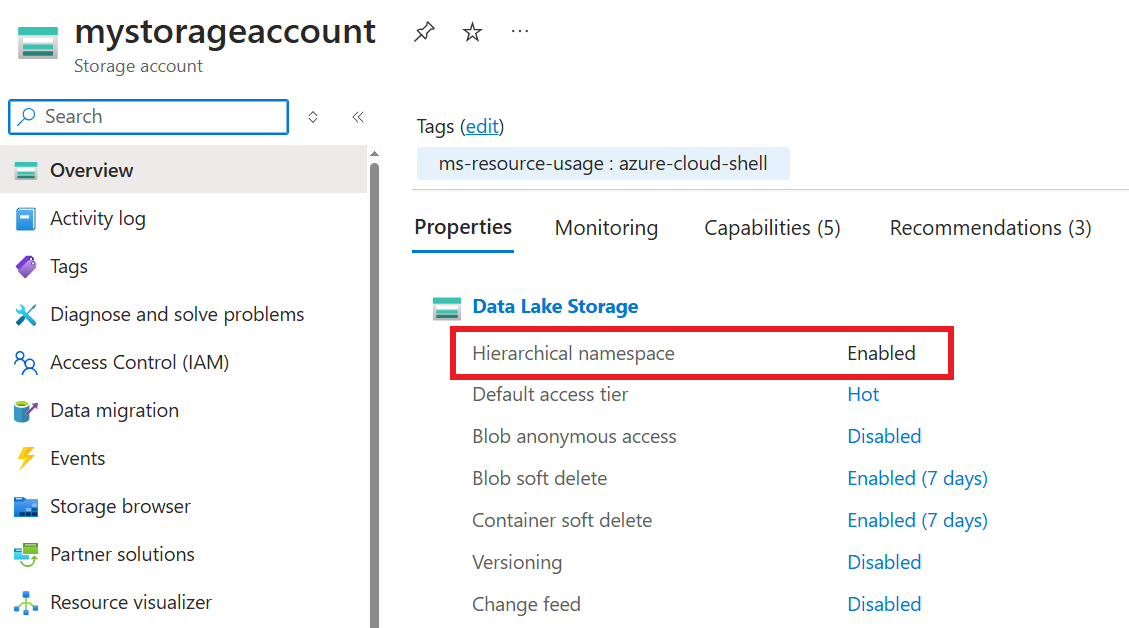 mystorageaccount
Storage account
Search
Overview
Activity log
Tags
Diagnose and solve problems
Access Control (IAM)
Data migration
Events
Storage browser
Partner solutions
Resource visualizer
Tags (edit)
ms-resource-usage : azure-cloud-shell
Properties Monitoring Capabilities (5) Recommendations (3)
Data Lake Storage
Hierarchical namespace Enabled
Default access tier Hot
Blob anonymous access Disabled
Blob soft delete Enabled (7 days)
Container soft delete Enabled (7 days)
Versioning Disabled
Change feed Disabled